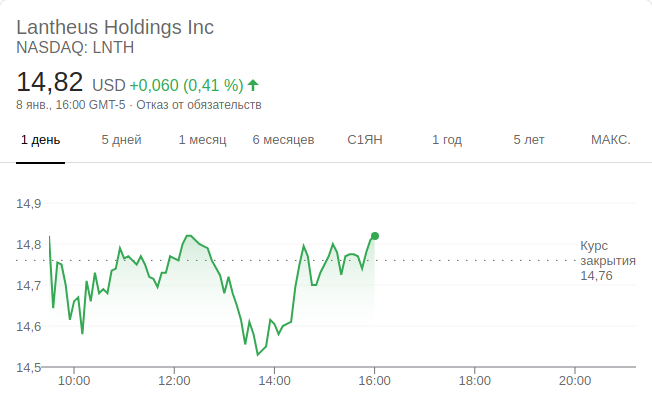 Lantheus Holdings Inc
NASDAQ: LNTH
14,82 USD +0,060 (0,41 %)
8 янв., 16:00 GMT-5 · Отказ от обязательств
1 день 5 дней 1 месяц 6 месяцев С1ЯН 1 год 5 лет МАКС.
14,9
14,8
Курс
закрытия
14,76
14,7
14,6
14,5
10:00 12:00 14:00 16:00 18:00 20:00